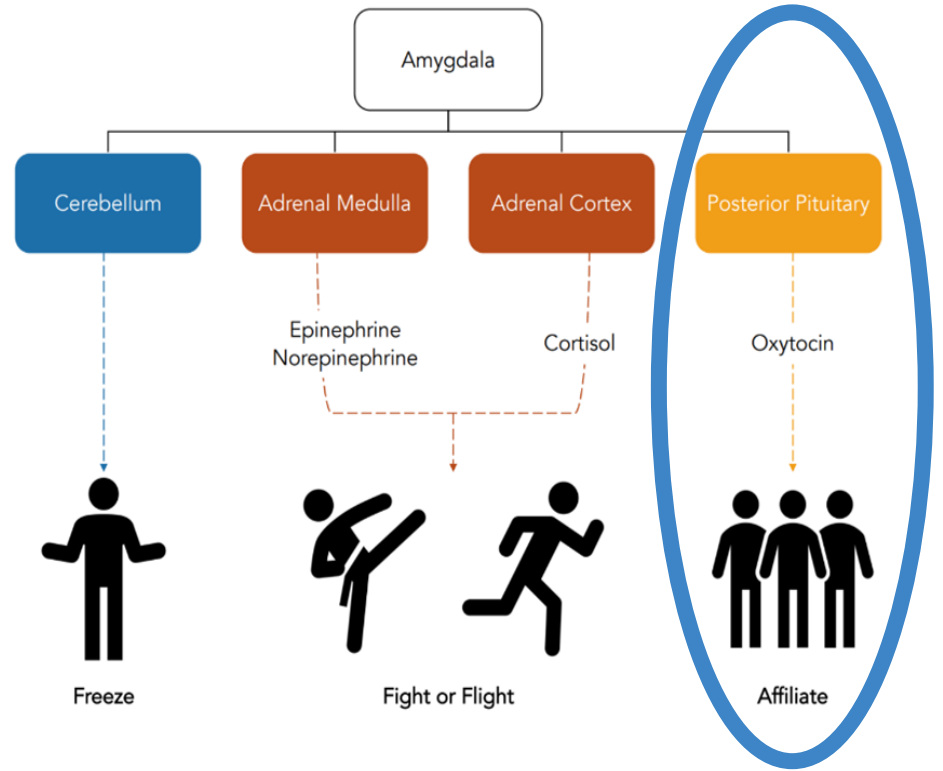 Amygdala
Cerebellum
Adrenal Medulla
Adrenal Cortex
Posterior Pituitary
Epinephrine
Norepinephrine
Cortisol
Oxytocin
Freeze
Fight or Flight
Affiliate